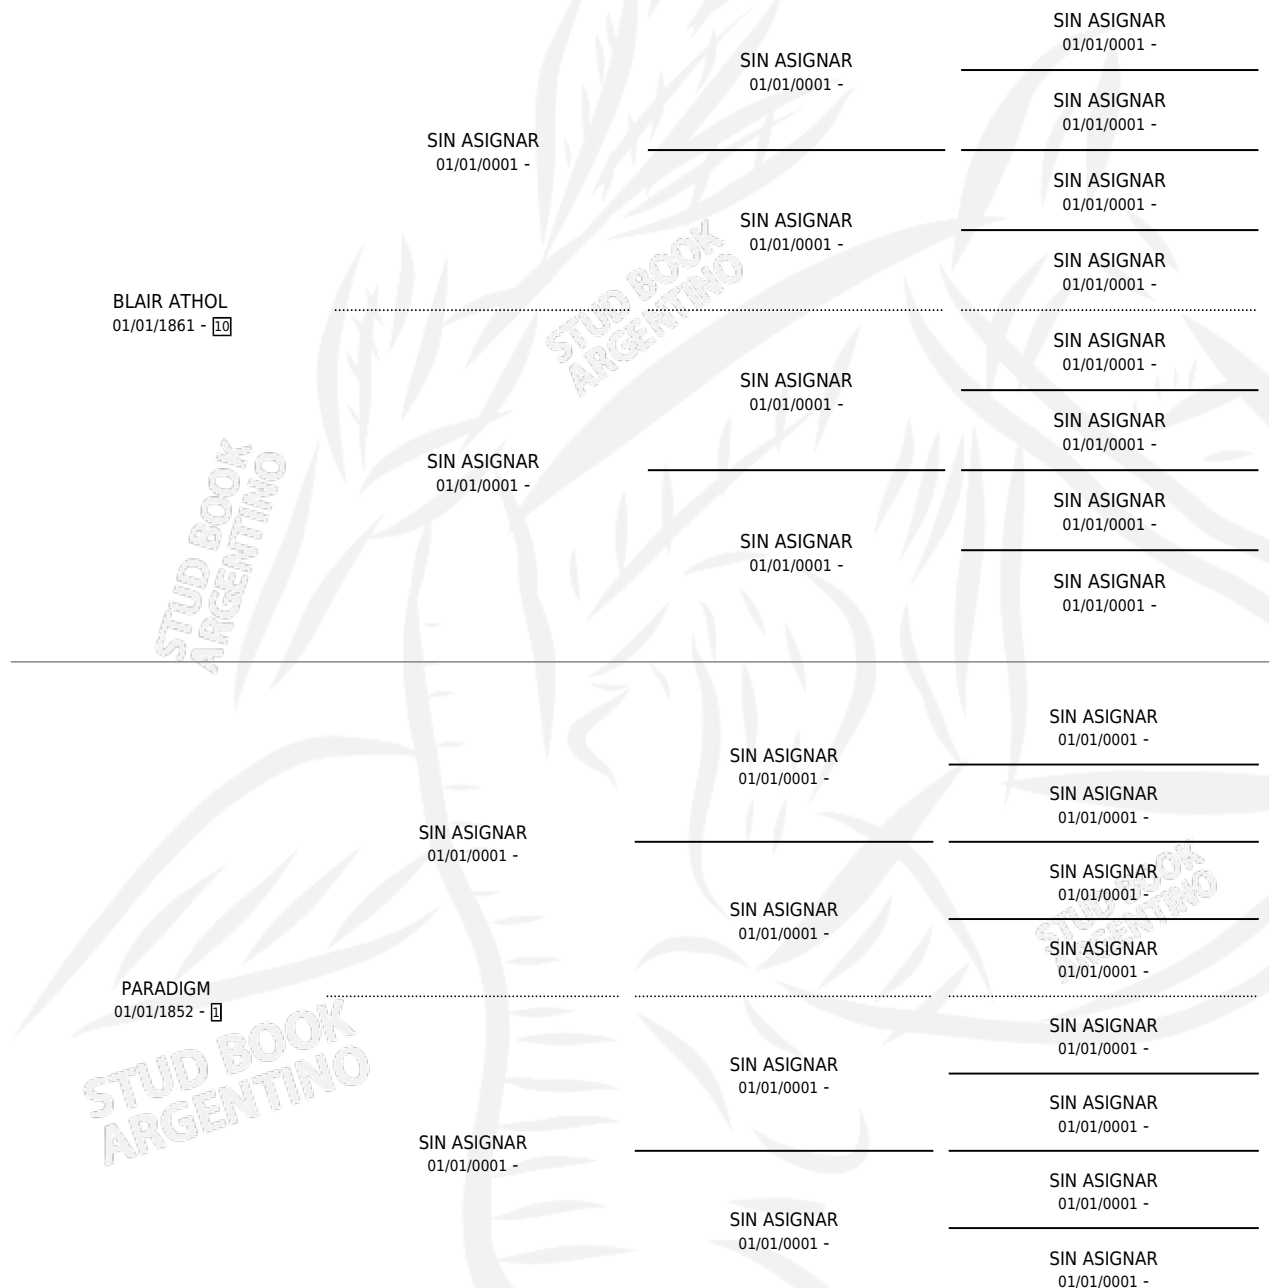 SIN ASIGNAR
01/01/0001 -
SIN ASIGNAR
01/01/0001 -
SIN ASIGNAR
01/01/0001 -
SIN ASIGNAR
01/01/0001 -
SIN ASIGNAR
01/01/0001 -
SIN ASIGNAR
01/01/0001 -
SIN ASIGNAR
01/01/0001 -
STUD BOOK
ARGENTINO
BLAIR ATHOL
01/01/1861 - 10
SIN ASIGNAR
01/01/0001 -
SIN ASIGNAR
01/01/0001 -
SIN ASIGNAR
01/01/0001 -
SIN ASIGNAR
01/01/0001 -
STUD BOOK
ARGENTINO
SIN ASIGNAR
01/01/0001 -
SIN ASIGNAR
01/01/0001 -
SIN ASIGNAR
01/01/0001 -
SIN ASIGNAR
01/01/0001 -
SIN ASIGNAR
01/01/0001 -
SIN ASIGNAR
01/01/0001 -
SIN ASIGNAR
01/01/0001 -
SIN ASIGNAR
01/01/0001 -
SIN ASIGNAR
01/01/0001 -
STUD BOOK
ARGENTINO
SIN ASIGNAR
01/01/0001 -
PARADIGM
01/01/1852 - 1
SIN ASIGNAR
01/01/0001 -
STUD BOOK
ARGENTINO
SIN ASIGNAR
01/01/0001 -
SIN ASIGNAR
01/01/0001 -
SIN ASIGNAR
01/01/0001 -
SIN ASIGNAR
01/01/0001 -
SIN ASIGNAR
01/01/0001 -
SIN ASIGNAR
01/01/0001 -